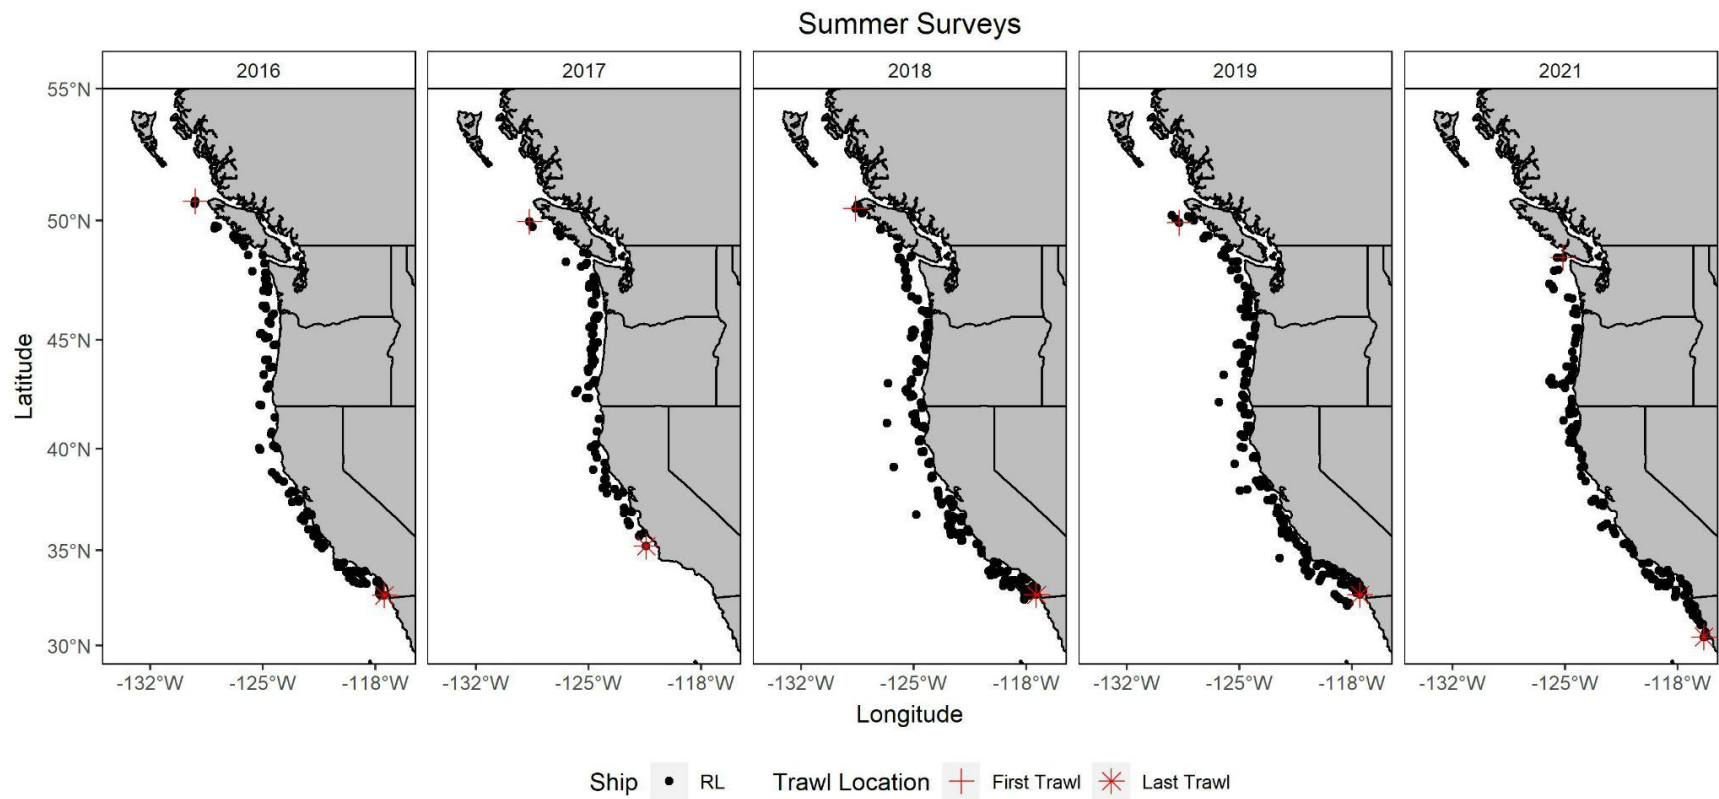 Summer Surveys
2016 2017 2018 2019 2021
55°N
50°N
45°N
40°N
35°N
30°N
Latitude
-132°W -125°W -118°W -132°W -125°W -118°W -132°W -125°W -118°W -132°W -125°W -118°W -132°W -125°W -118°W
Longitude
Ship RL Trawl Location First Trawl Last Trawl